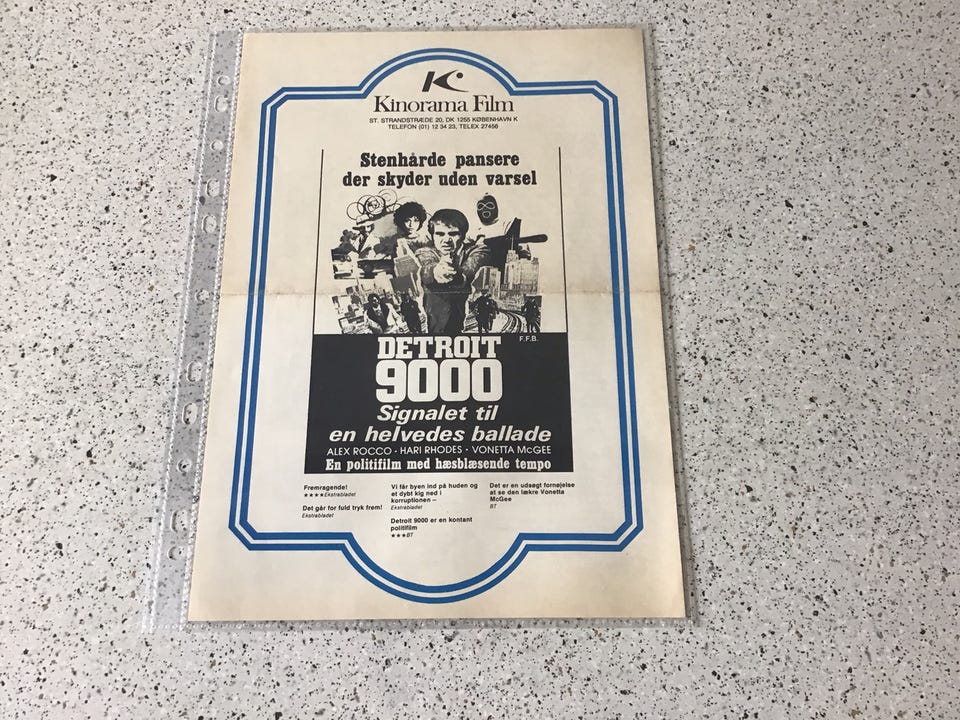 K
Kinorama Film
ST. STRANDSTRÆDE 20, DK 1255 KØBENHAVN K
TELEFON (01) 12 34 23, TELEX 27456
Stenhårde pansere
der skyder uden varsel
F.F.B.
DETROIT
9000
Signalet til
en helvedes ballade
ALEX ROCCO · HARI RHODES · VONETTA McGEE
En politifilm med hæsblæsende tempo
Fremragende!
★★★★Ekstrabladet
Det går for fuld tryk frem!
Ekstrabladet
Vi får byen ind på huden og
et dybt kig ned i
korruptionen –
Ekstrabladet
Detroit 9000 er en kontant
politifilm
★★★BT
Det er en udsøgt fornøjelse
at se den lækre Vonetta
McGee
BT